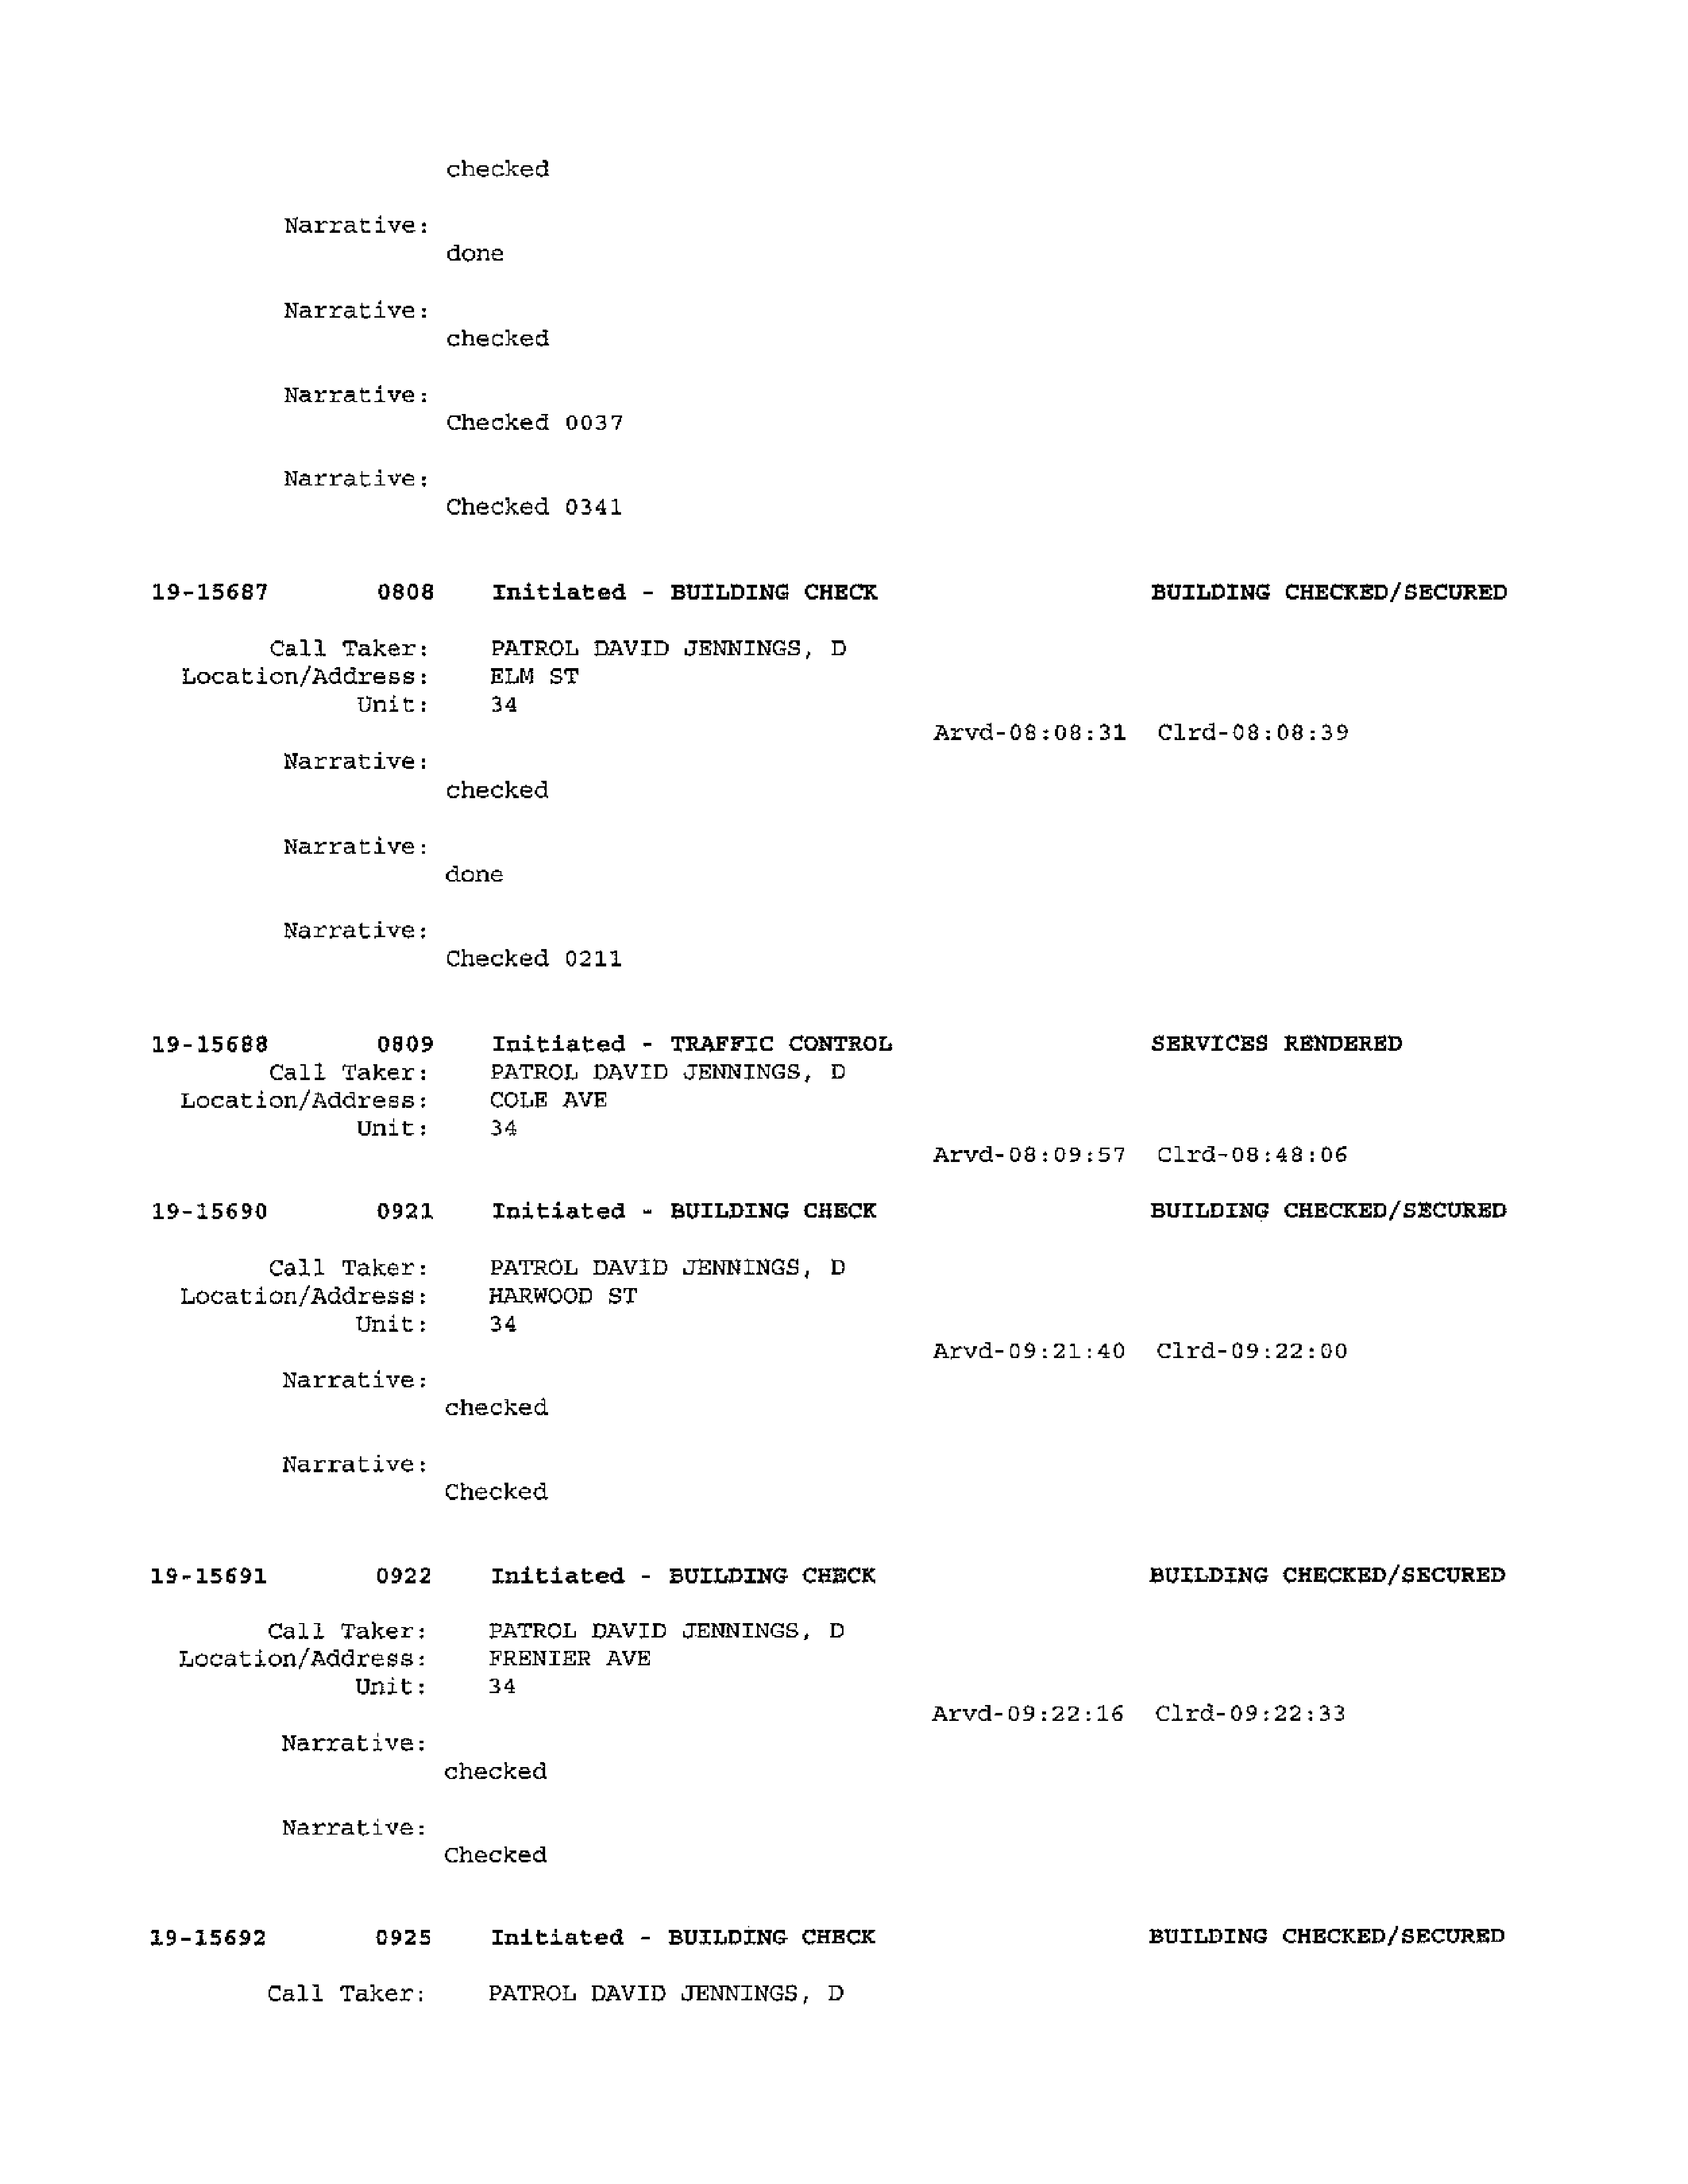 checked
Narrative:
done
Narrative:
checked
Narrative:
Checked 0037
Narrative:
Checked 0341
19-15687 0808 Initiated - BUILDING CHECK BUILDING CHECKED/SECURED
Call Taker: PATROL DAVID JENNINGS, D
Location/Address: ELM ST
Unit: 34
Arvd-08:08:31 Clrd-08:08:39
Narrative:
checked
Narrative:
done
Narrative:
Checked 0211
19-15688 0809 Initiated - TRAFFIC CONTROL SERVICES RENDERED
Call Taker: PATROL DAVID JENNINGS, D
Location/Address: COLE AVE
Unit: 34
Arvd-08:09:57 Clrd-08:48:06
19-15690 0921 Initiated - BUILDING CHECK BUILDING CHECKED/SECURED
Call Taker: PATROL DAVID JENNINGS, D
Location/Address: HARWOOD ST
Unit: 34
Arvd-09:21:40 Clrd-09:22:00
Narrative:
checked
Narrative:
Checked
19-15691 0922 Initiated - BUILDING CHECK BUILDING CHECKED/SECURED
Call Taker: PATROL DAVID JENNINGS, D
Location/Address: FRENIER AVE
Unit: 34
Arvd-09:22:16 Clrd-09:22:33
Narrative:
checked
Narrative:
Checked
19-15692 0925 Initiated - BUILDING CHECK BUILDING CHECKED/SECURED
Call Taker: PATROL DAVID JENNINGS, D